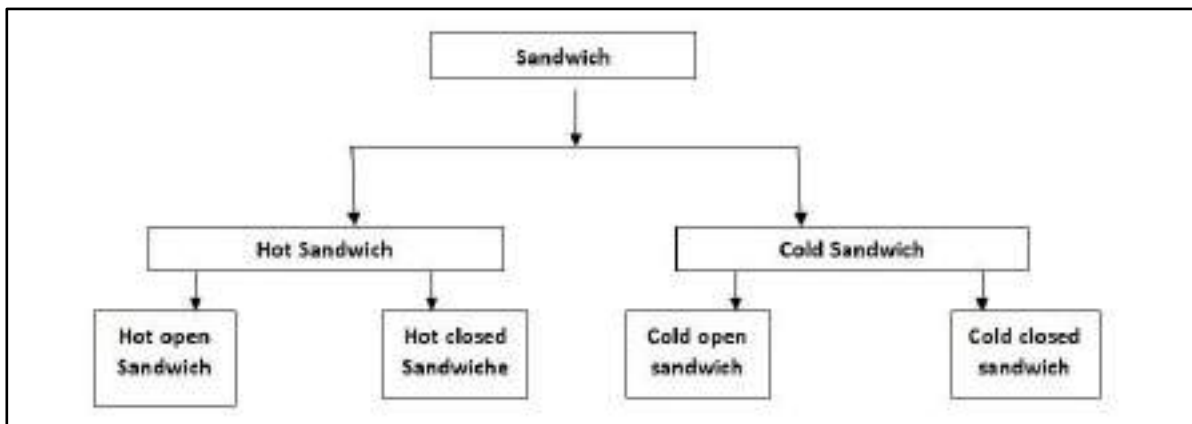 Sandwich
Hot Sandwich
Cold Sandwich
Hot open
Sandwich
Hot closed
Sandwiche
Cold open
sandwich
Cold closed
sandwich